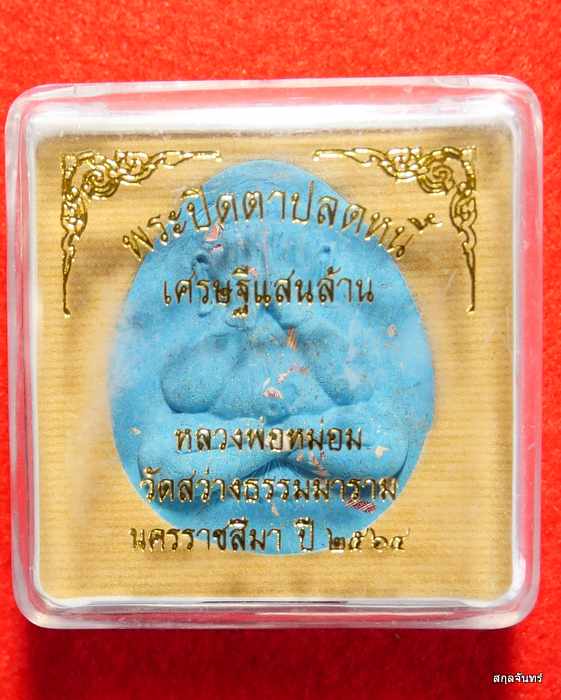 พระปิดตาปลดหนี้
เศรษฐีแสนล้าน
หลวงพ่อหม่อม
วัดสว่างธรรมมาราม
นครราชสีมา ปี ๒๕๖๔
สกุลจันทร์